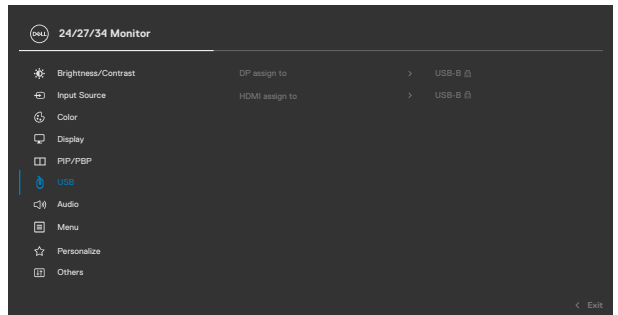 DELL 24/27/34 Monitor
Brightness/Contrast DP assign to > USB-B
Input Source HDMI assign to > USB-B
Color
Display
PIP/PBP
USB
Audio
Menu
Personalize
Others
< Exit